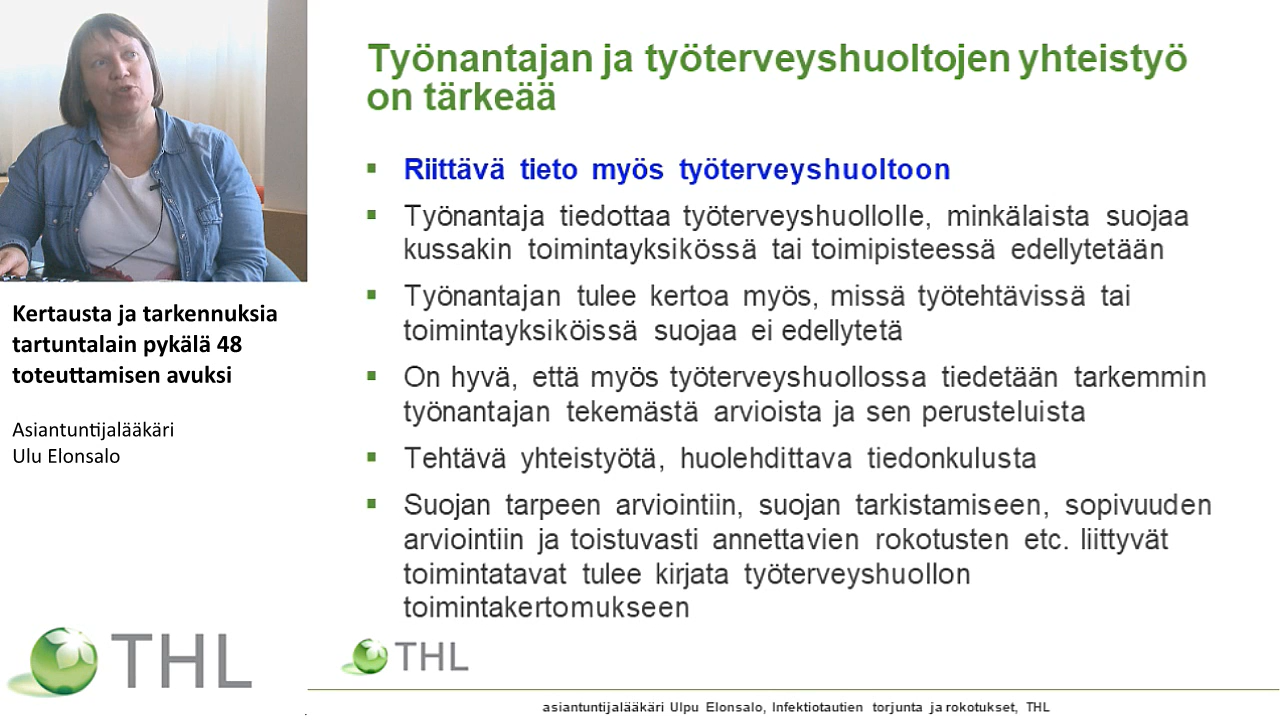 Työnantajan ja työterveyshuoltojen yhteistyö
on tärkeää
Riittävä tieto myös työterveyshuoltoon
Työnantaja tiedottaa työterveyshuollolle, minkälaista suojaa
kussakin toimintayksikössä tai toimipisteessä edellytetään
Työnantajan tulee kertoa myös, missä työtehtävissä tai
toimintayksiköissä suojaa ei edellytetä
On hyvä, että myös työterveyshuollossa tiedetään tarkemmin
työnantajan tekemästä arvioista ja sen perusteluista
Tehtävä yhteistyötä, huolehdittava tiedonkulusta
Suojan tarpeen arviointiin, suojan tarkistamiseen, sopivuuden
arviointiin ja toistuvasti annettavien rokotusten etc. liittyvät
toimintatavat tulee kirjata työterveyshuollon
toimintakertomukseen
THL
asiantuntijalääkäri Ulpu Elonsalo, Infektiotautien torjunta ja rokotukset, THL
Kertausta ja tarkennuksia
tartuntalain pykälä 48
toteuttamisen avuksi
Asiantuntijalääkäri
Ulu Elonsalo
THL